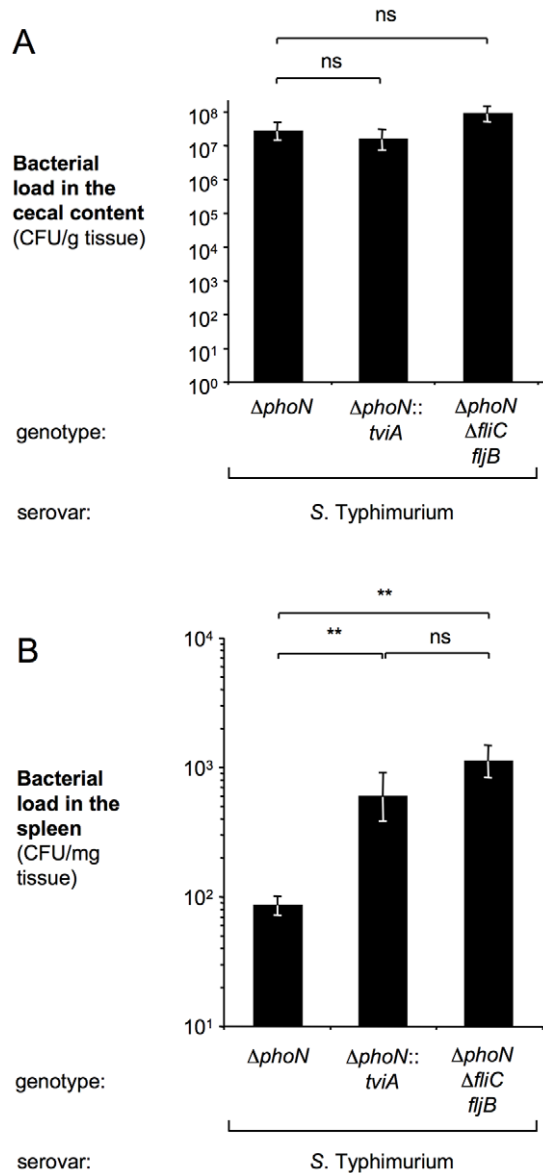 A
ns
ns
Bacterial
load in the
cecal content
(CFU/g tissue)
10⁸
10⁷
10⁶
10⁵
10⁴
10³
10²
10¹
10⁰
ΔphoN
ΔphoN::
tviA
ΔphoN
ΔfliC
fljB
genotype:
serovar:
S. Typhimurium
B
**
**
ns
Bacterial
load in the
spleen
(CFU/mg
tissue)
10⁴
10³
10²
10¹
ΔphoN
ΔphoN::
tviA
ΔphoN
ΔfliC
fljB
genotype:
serovar:
S. Typhimurium